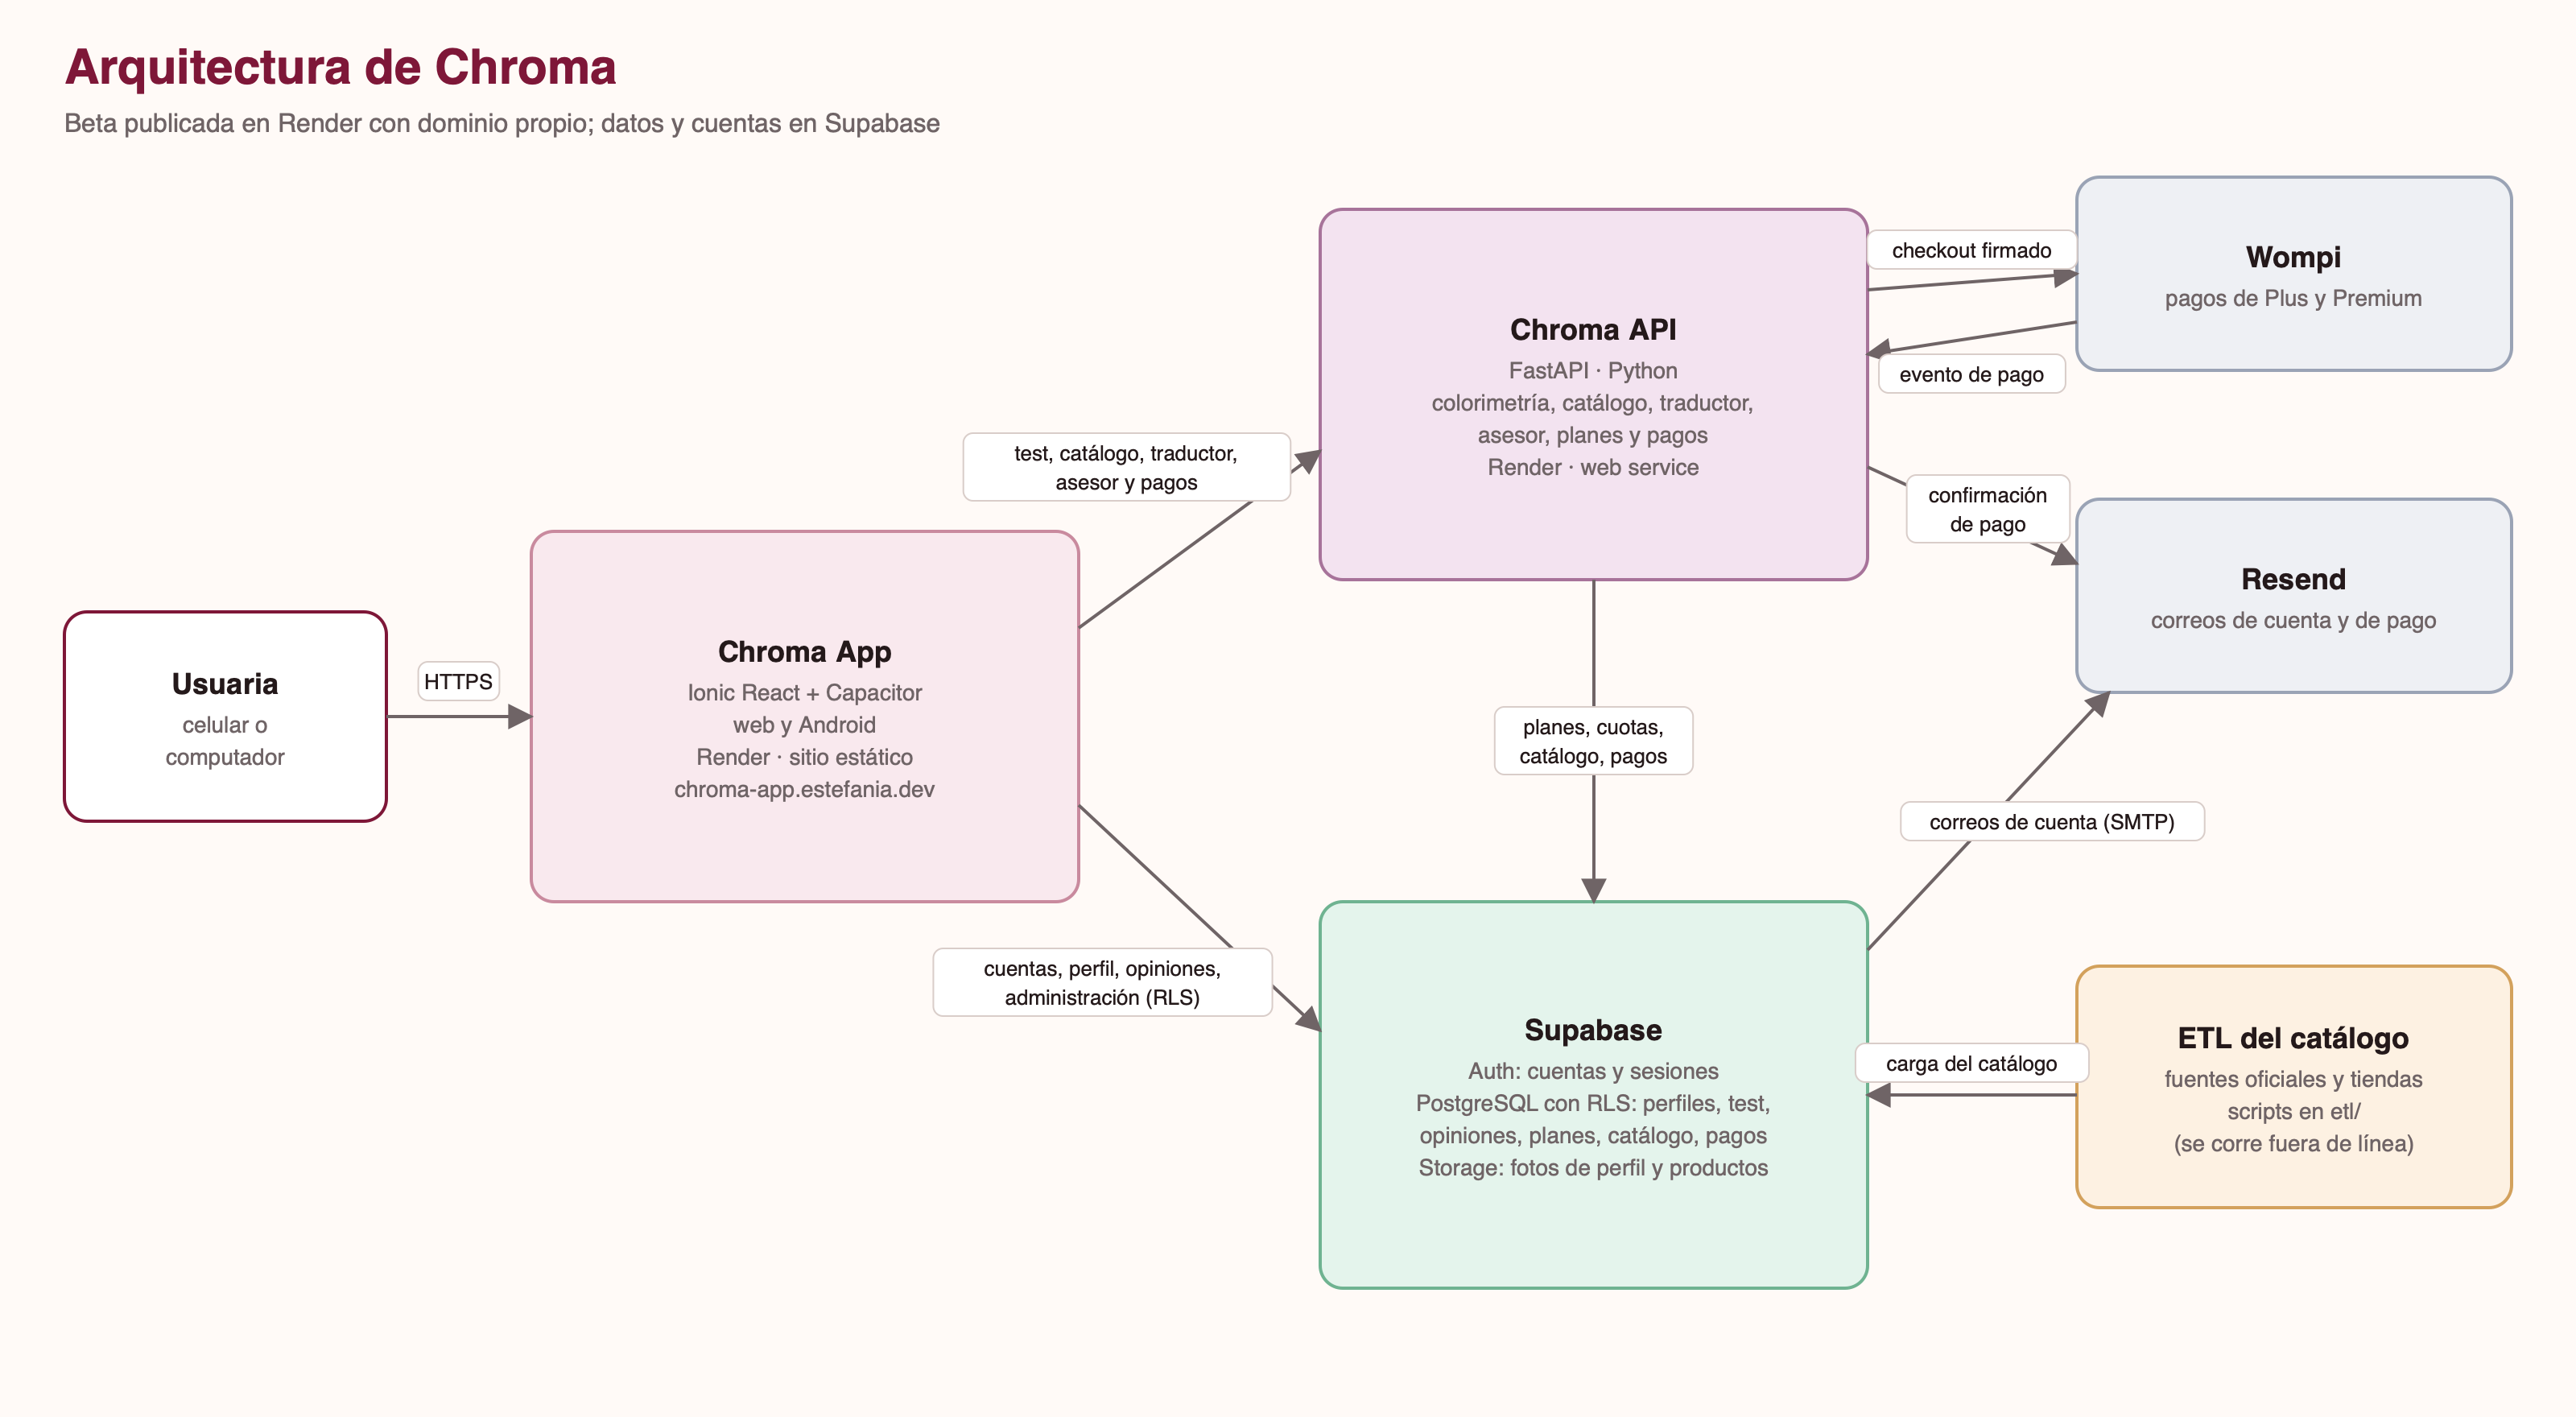 Arquitectura de Chroma
Beta publicada en Render con dominio propio; datos y cuentas en Supabase
Usuaria
celular o
computador
HTTPS
Chroma App
Ionic React + Capacitor
web y Android
Render · sitio estático
chroma-app.estefania.dev
test, catálogo, traductor,
asesor y pagos
cuentas, perfil, opiniones,
administración (RLS)
Chroma API
FastAPI · Python
colorimetría, catálogo, traductor,
asesor, planes y pagos
Render · web service
planes, cuotas,
catálogo, pagos
Supabase
Auth: cuentas y sesiones
PostgreSQL con RLS: perfiles, test,
opiniones, planes, catálogo, pagos
Storage: fotos de perfil y productos
checkout firmado
evento de pago
Wompi
pagos de Plus y Premium
confirmación
de pago
Resend
correos de cuenta y de pago
correos de cuenta (SMTP)
carga del catálogo
ETL del catálogo
fuentes oficiales y tiendas
scripts en etl/
(se corre fuera de línea)